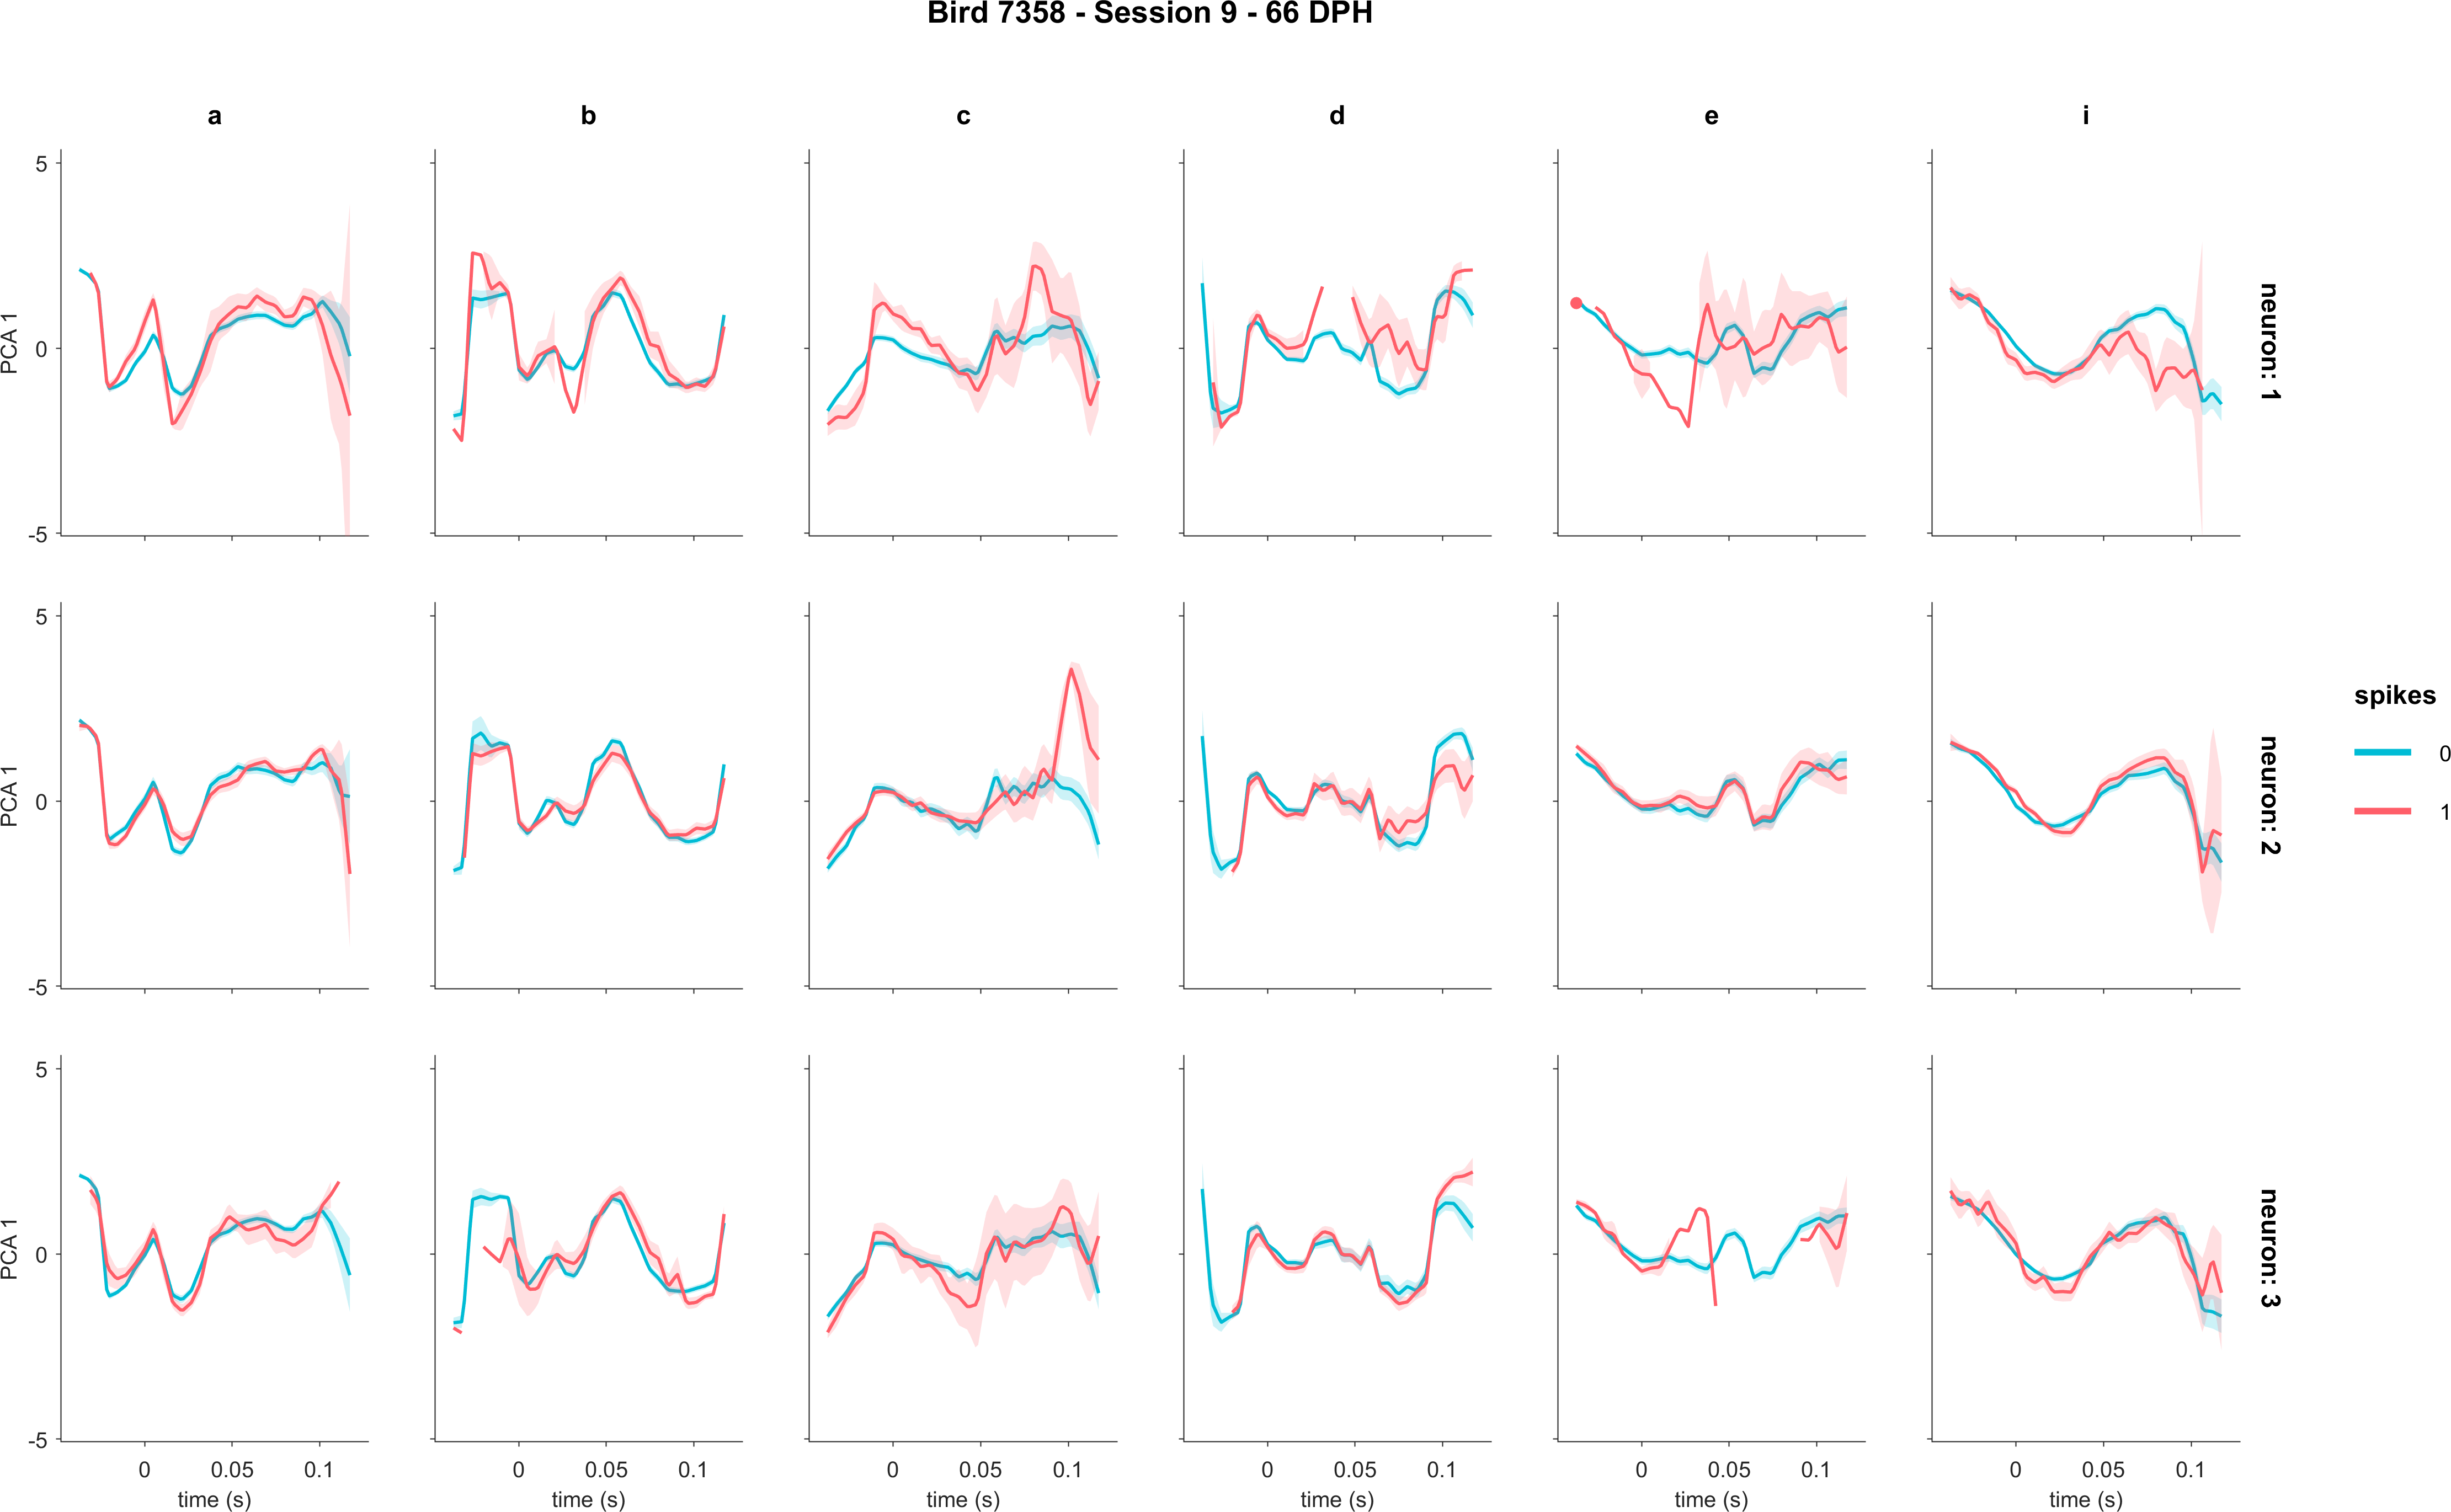 Bird 7358 - Session 9 - 66 DPH
a b c d e i
5
0
-5
PCA 1
neuron: 1
5
0
-5
PCA 1
neuron: 2
spikes
0
1
5
0
-5
PCA 1
neuron: 3
0 0.05 0.1 0 0.05 0.1 0 0.05 0.1 0 0.05 0.1 0 0.05 0.1 0 0.05 0.1
time (s) time (s) time (s) time (s) time (s) time (s)